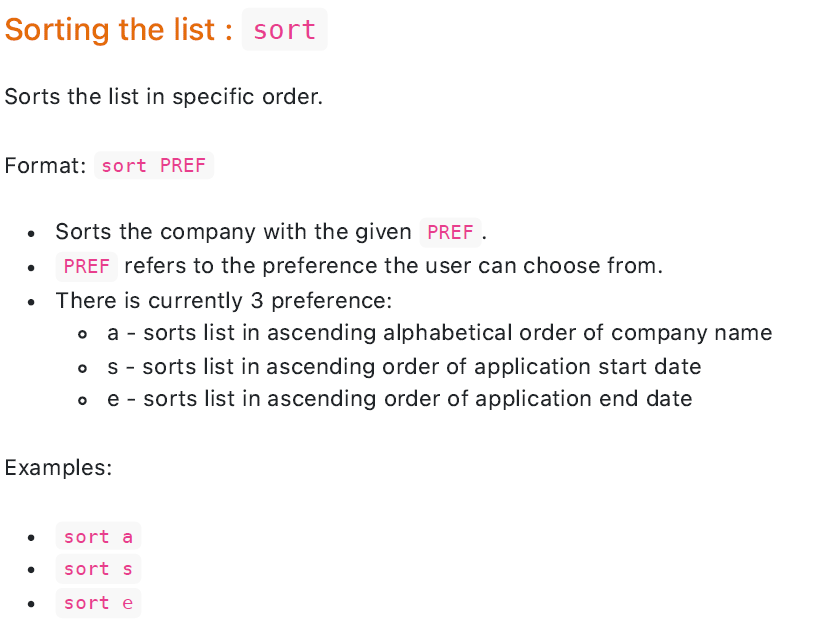 Sorting the list : sort
Sorts the list in specific order.
Format: sort PREF
• Sorts the company with the given PREF.
• PREF refers to the preference the user can choose from.
• There is currently 3 preference:
◦ a - sorts list in ascending alphabetical order of company name
◦ s - sorts list in ascending order of application start date
◦ e - sorts list in ascending order of application end date
Examples:
• sort a
• sort s
• sort e